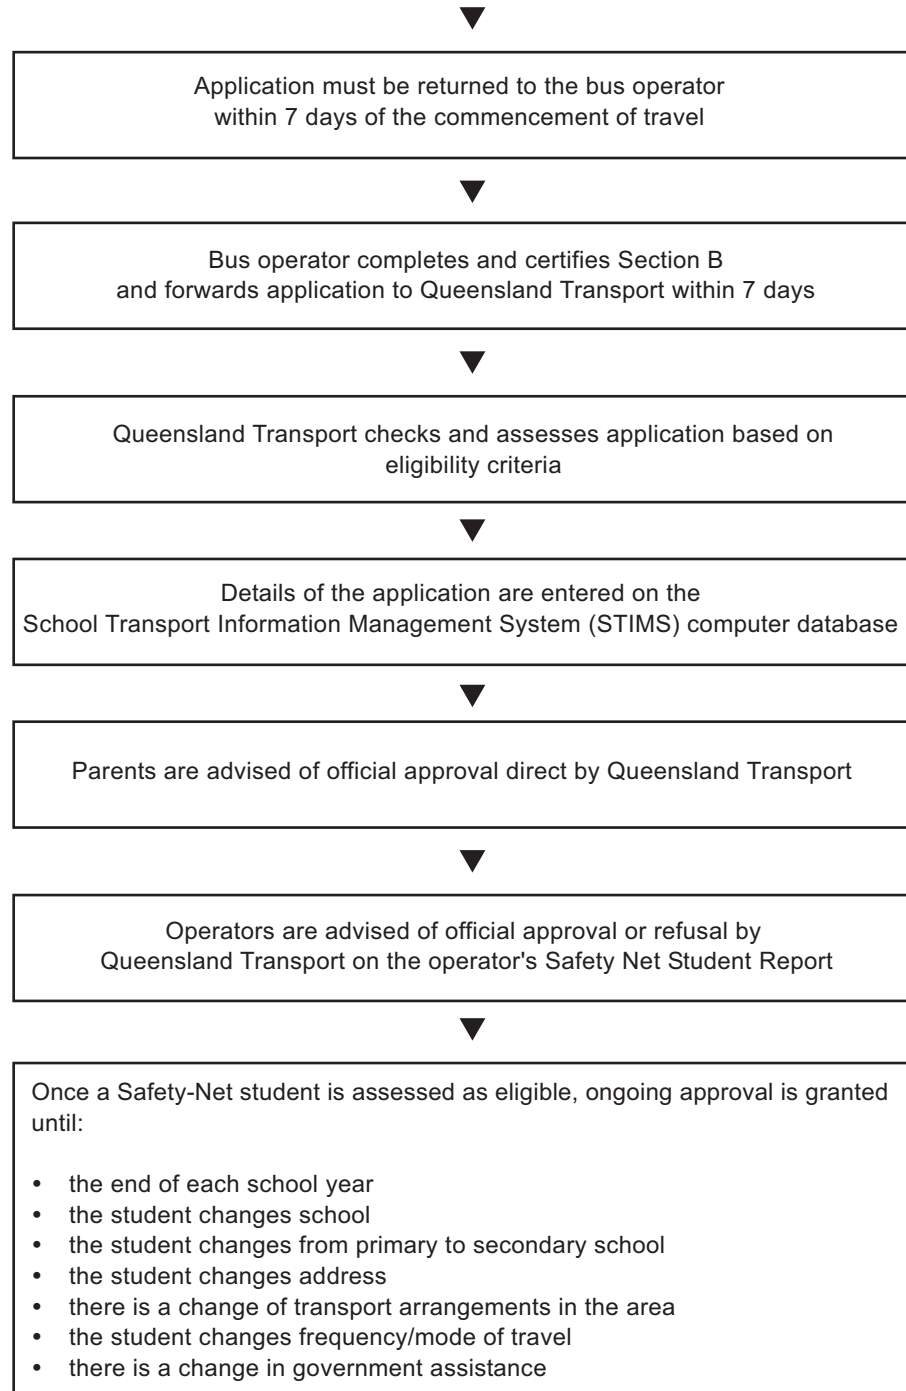 Application must be returned to the bus operator
within 7 days of the commencement of travel
Bus operator completes and certifies Section B
and forwards application to Queensland Transport within 7 days
Queensland Transport checks and assesses application based on
eligibility criteria
Details of the application are entered on the
School Transport Information Management System (STIMS) computer database
Parents are advised of official approval direct by Queensland Transport
Operators are advised of official approval or refusal by
Queensland Transport on the operator's Safety Net Student Report
Once a Safety-Net student is assessed as eligible, ongoing approval is granted
until:
• the end of each school year
• the student changes school
• the student changes from primary to secondary school
• the student changes address
• there is a change of transport arrangements in the area
• the student changes frequency/mode of travel
• there is a change in government assistance